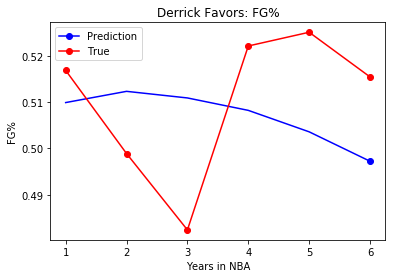 Derrick Favors: FG%
Prediction
True
0.52
0.51
0.50
0.49
FG%
1 2 3 4 5 6
Years in NBA